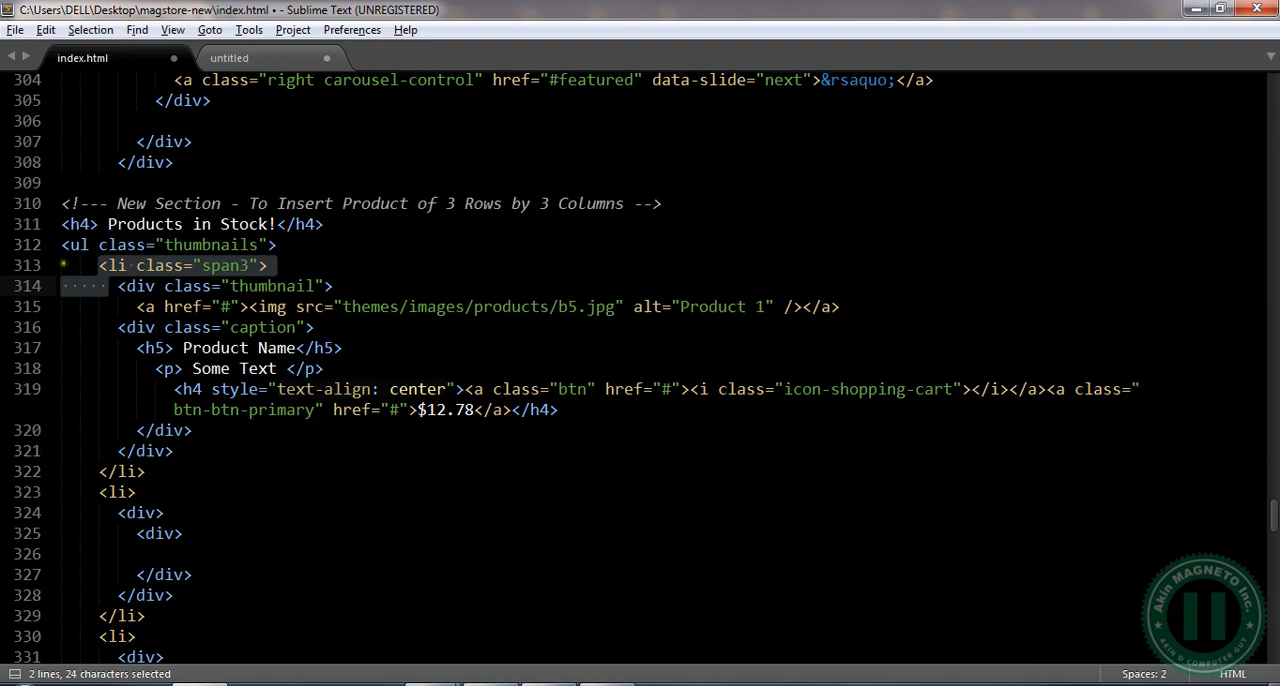 C:\Users\DELL\Desktop\magstore-new\index.html • - Sublime Text (UNREGISTERED)
File Edit Selection Find View Goto Tools Project Preferences Help
index.html untitled
304 <a class="right carousel-control" href="#featured" data-slide="next">&rsaquo;</a>
305 </div>
306
307 </div>
308 </div>
309
310 <!--- New Section - To Insert Product of 3 Rows by 3 Columns -->
311 <h4> Products in Stock!</h4>
312 <ul class="thumbnails">
313 <li class="span3">
314 <div class="thumbnail">
315 <a href="#"><img src="themes/images/products/b5.jpg" alt="Product 1" /></a>
316 <div class="caption">
317 <h5> Product Name</h5>
318 <p> Some Text </p>
319 <h4 style="text-align: center"><a class="btn" href="#"><i class="icon-shopping-cart"></i></a><a class="
btn-btn-primary" href="#">$12.78</a></h4>
320 </div>
321 </div>
322 </li>
323 <li>
324 <div>
325 <div>
326
327 </div>
328 </div>
329 </li>
330 <li>
331 <div>
Akin MAGNETO Inc.
AKIN D COMPUTER GUY
2 lines, 24 characters selected Spaces: 2 HTML